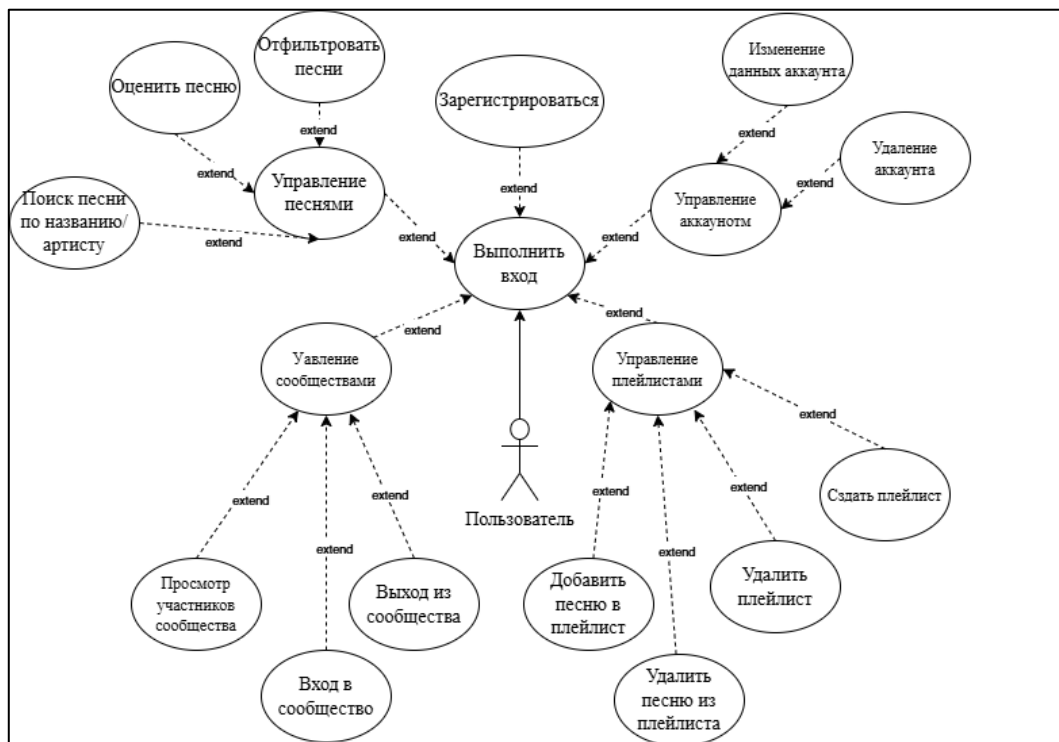 Отфильтровать
песни
Оценить песню
Зарегистрироваться
Изменение
данных аккаунта
Удаление
аккаунта
extend
extend
extend
extend
extend
Поиск песни
по названию/
артисту
extend
Управление
песнями
extend
Управление
аккаунотм
extend
Выполнить
вход
extend
extend
Уавление
сообществами
Управление
плейлистами
extend
Сздать плейлист
extend
extend
extend
extend
extend
extend
Пользователь
Просмотр
участников
сообщества
Выход из
сообщества
Вход в
сообщество
Добавить
песню в
плейлист
Удалить
плейлист
Удалить
песню из
плейлиста